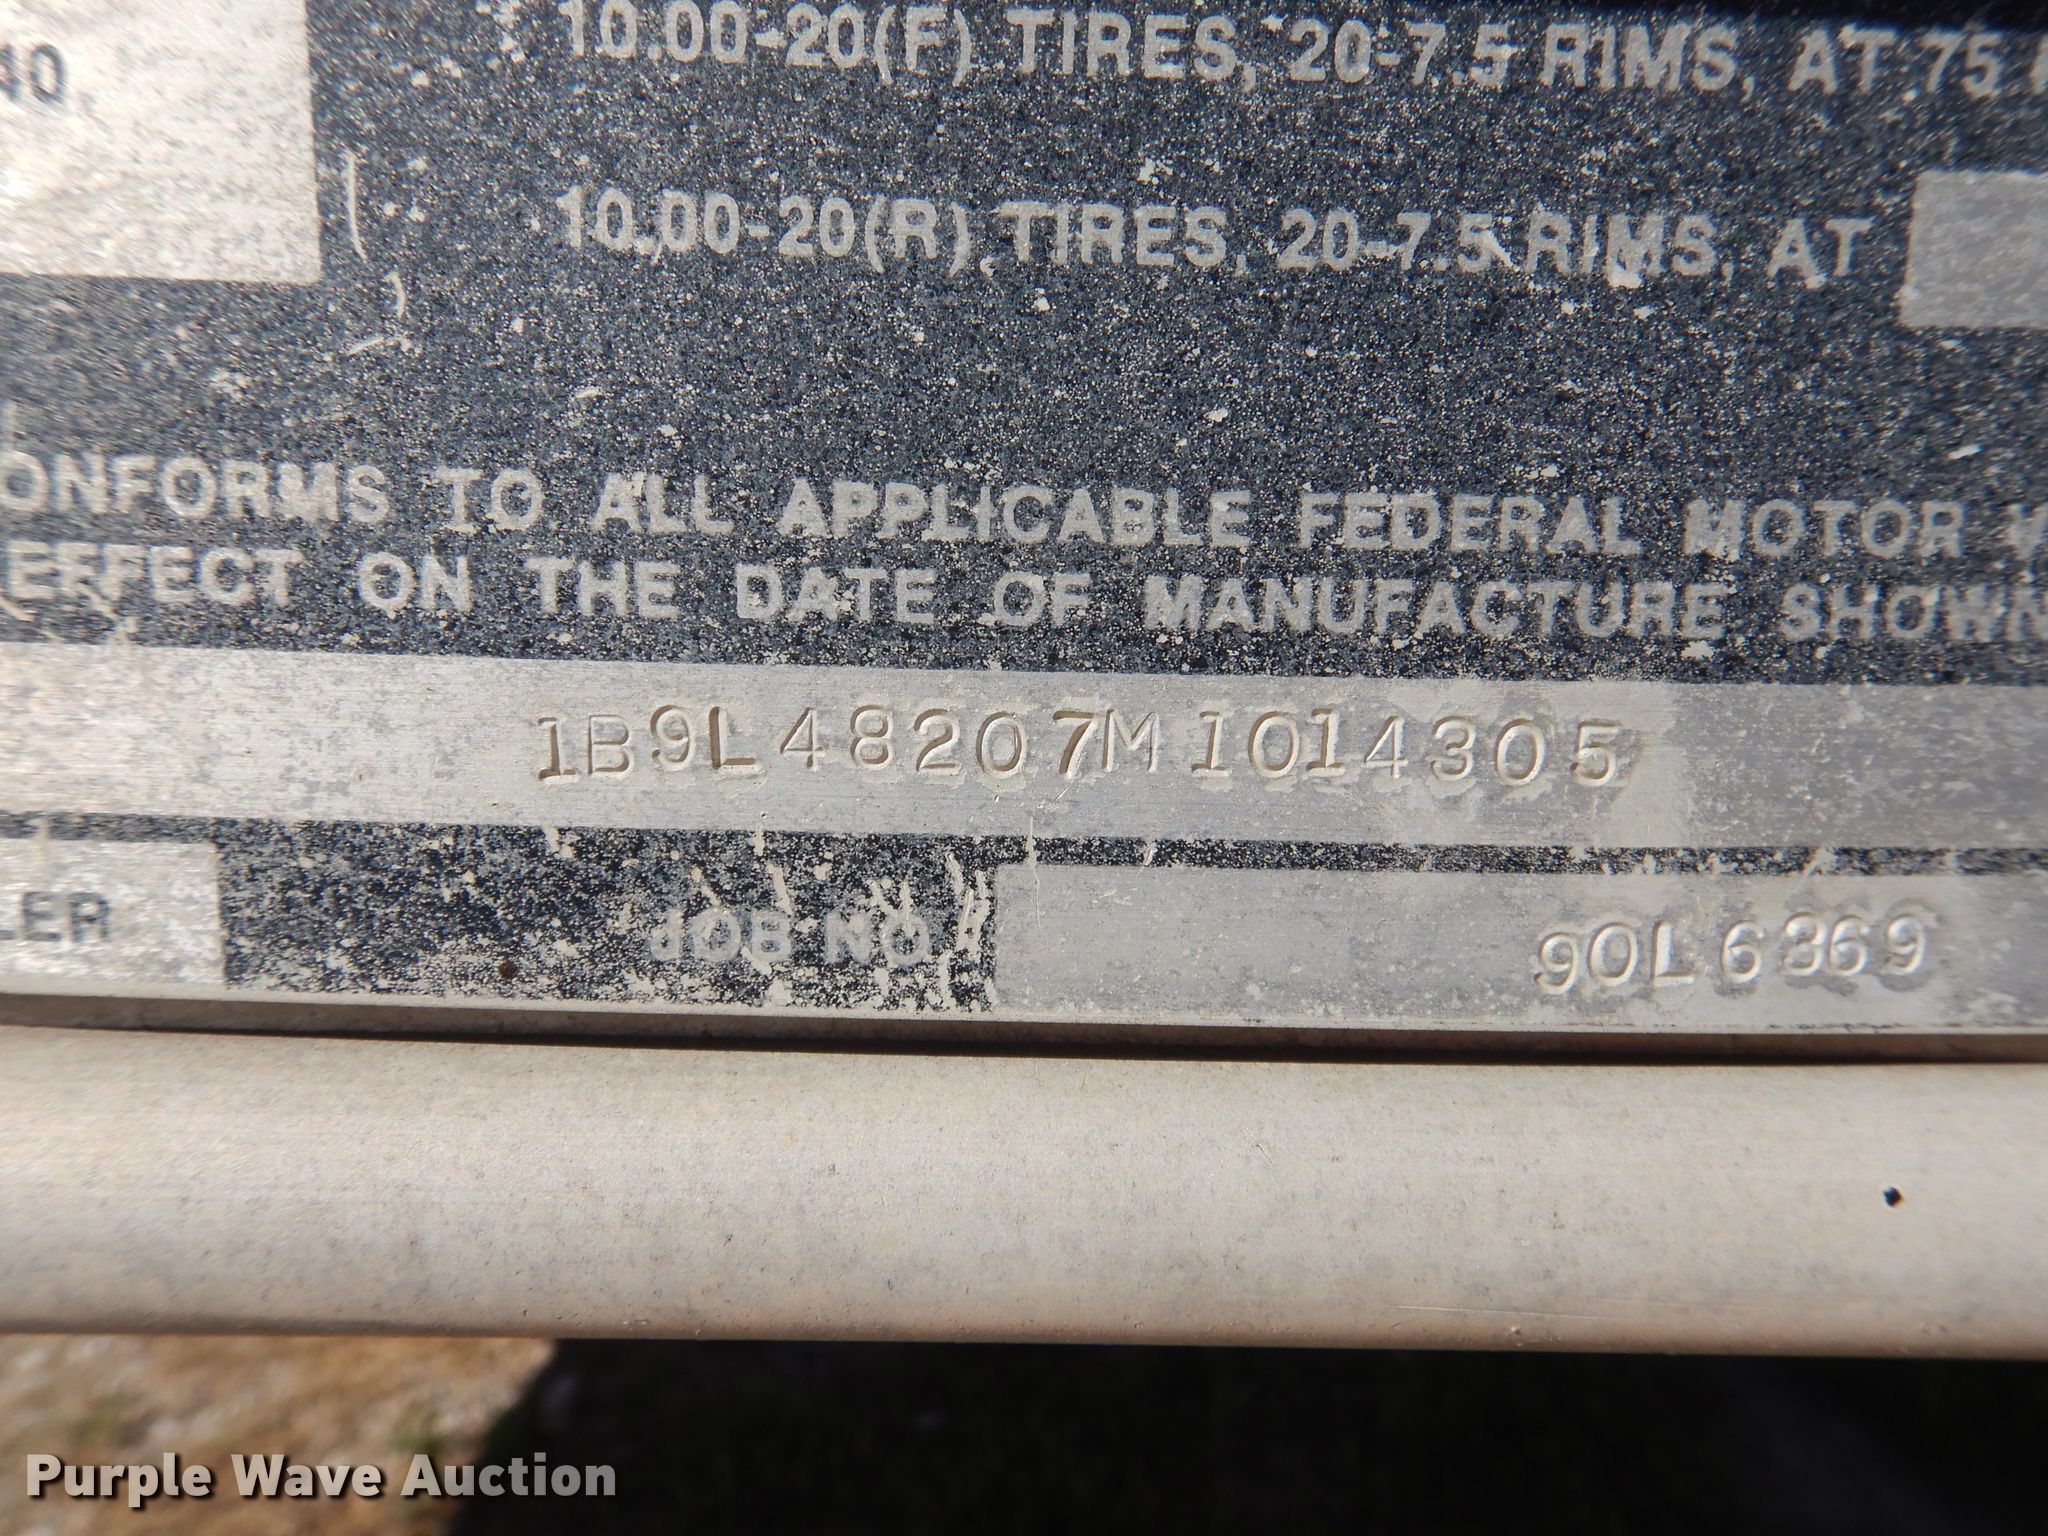 10.00-20(F) TIRES, 20-7.5 RIMS, AT 75
40
10.00-20(R) TIRES, 20-7.5 RIMS, AT
ONFORMS TO ALL APPLICABLE FEDERAL MOTOR V
EFFECT ON THE DATE OF MANUFACTURE SHOWN
1B9L48207M1014305
LER JOB NO. 90L6369
Purple Wave Auction